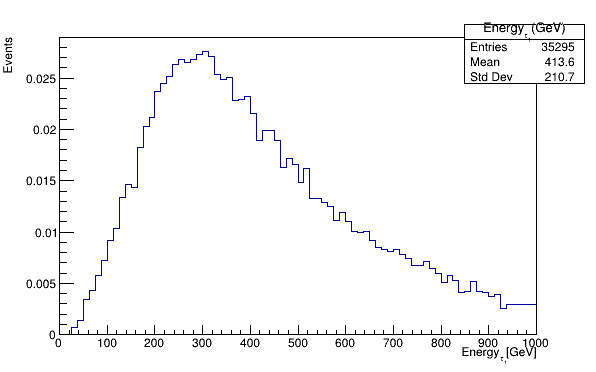 Energy_τ₁(GeV)
Entries 35295
Mean 413.6
Std Dev 210.7
Events
0.025
0.02
0.015
0.01
0.005
0
0 100 200 300 400 500 600 700 800 900 1000
Energy_τ₁[GeV]